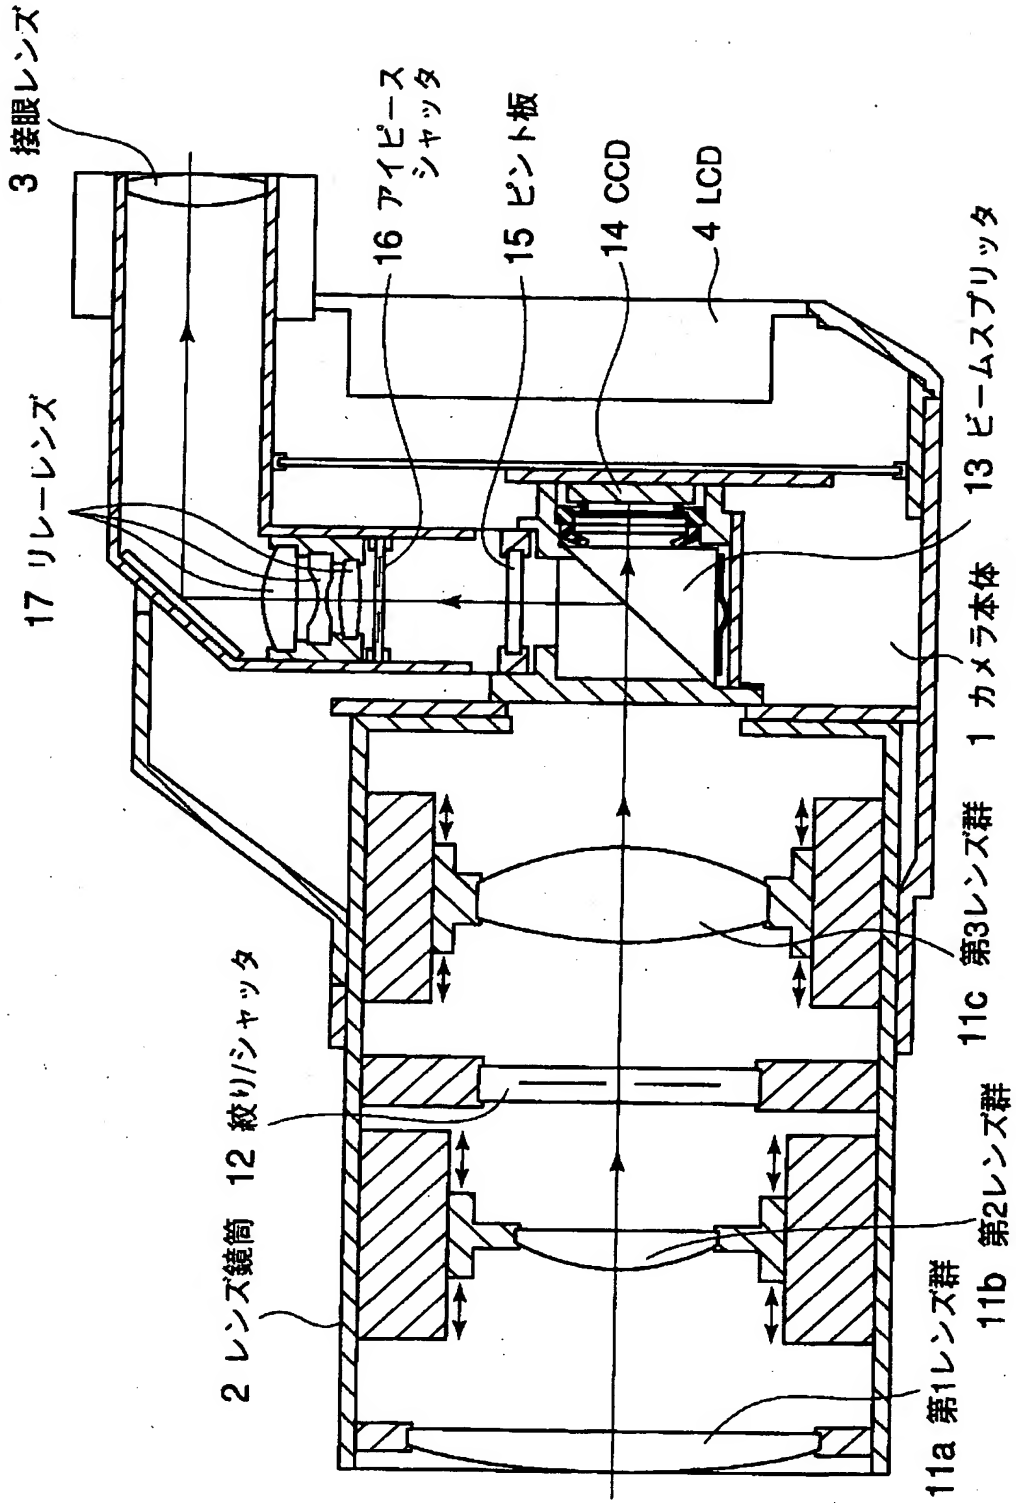 3 接眼レンズ
17 リレーレンズ
16 アイピース
シャッタ
15 ピント板
14 CCD
4 LCD
12 絞り/シャッタ
2 レンズ鏡筒
13 ビームスプリッタ
1 カメラ本体
11c 第3レンズ群
11b 第2レンズ群
11a 第1レンズ群